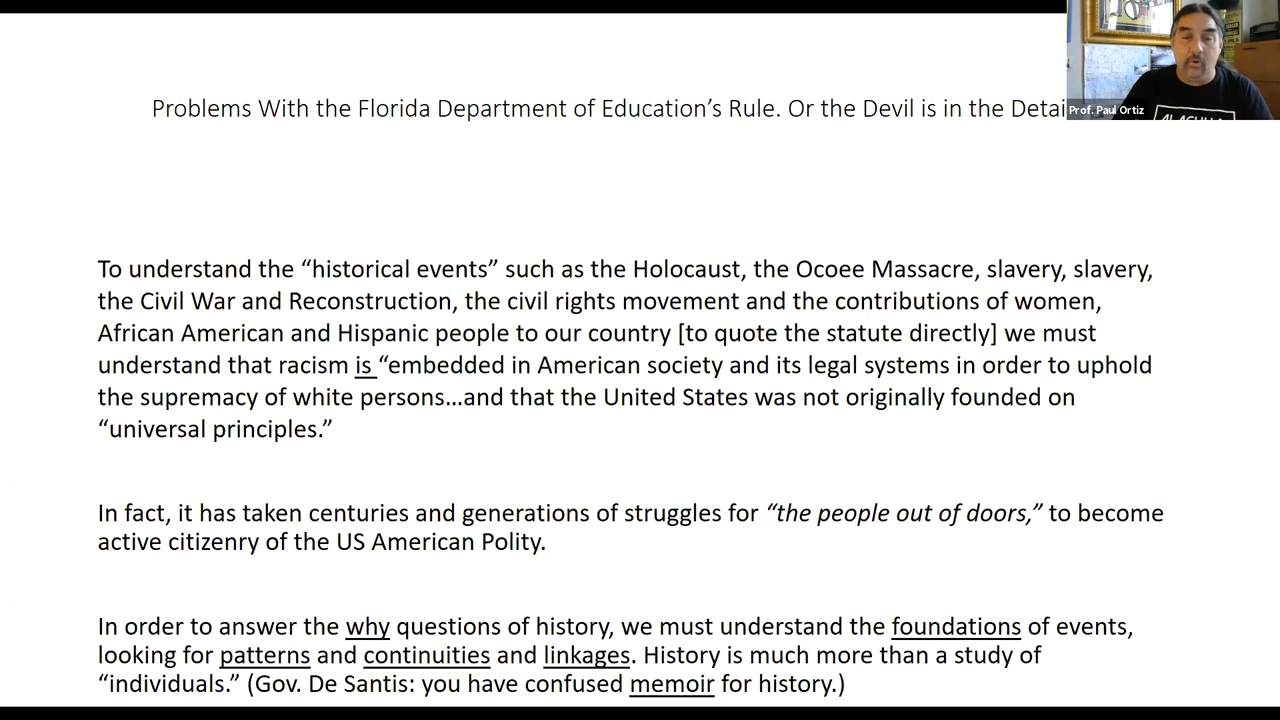 Problems With the Florida Department of Education’s Rule. Or the Devil is in the
Prof. Paul Ortiz
To understand the “historical events” such as the Holocaust, the Ocoee Massacre, slavery, slavery,
the Civil War and Reconstruction, the civil rights movement and the contributions of women,
African American and Hispanic people to our country [to quote the statute directly] we must
understand that racism is “embedded in American society and its legal systems in order to uphold
the supremacy of white persons…and that the United States was not originally founded on
“universal principles.”
In fact, it has taken centuries and generations of struggles for “the people out of doors,” to become
active citizenry of the US American Polity.
In order to answer the why questions of history, we must understand the foundations of events,
looking for patterns and continuities and linkages. History is much more than a study of
“individuals.” (Gov. De Santis: you have confused memoir for history.)